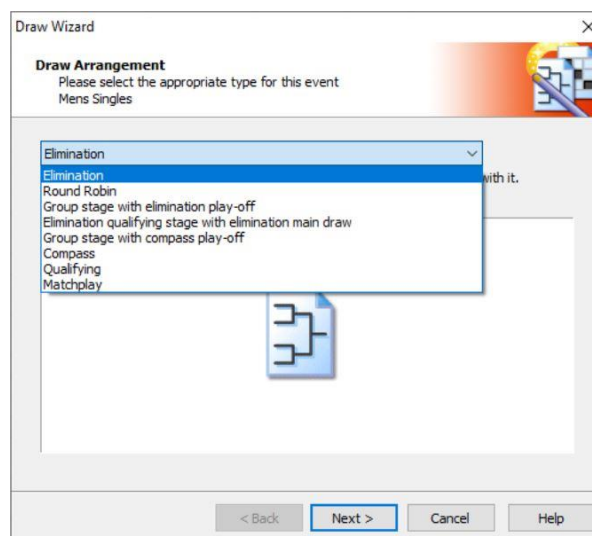 Draw Wizard
Draw Arrangement
Please select the appropriate type for this event
Mens Singles
Elimination
Elimination
with it.
Round Robin
Group stage with elimination play-off
Elimination qualifying stage with elimination main draw
Group stage with compass play-off
Compass
Qualifying
Matchplay
< Back Next > Cancel Help